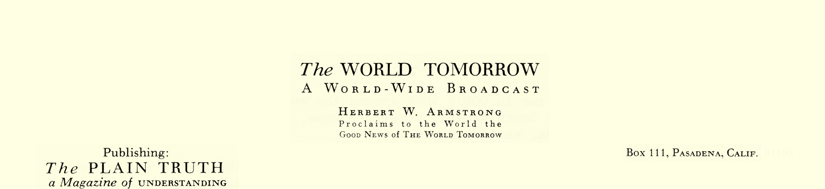 The WORLD TOMORROW
A WORLD-WIDE BROADCAST
HERBERT W. ARMSTRONG
Proclaims to the World the
GOOD NEWS of THE WORLD TOMORROW
Publishing:
The PLAIN TRUTH
a Magazine of UNDERSTANDING
BOX 111, PASADENA, CALIF.